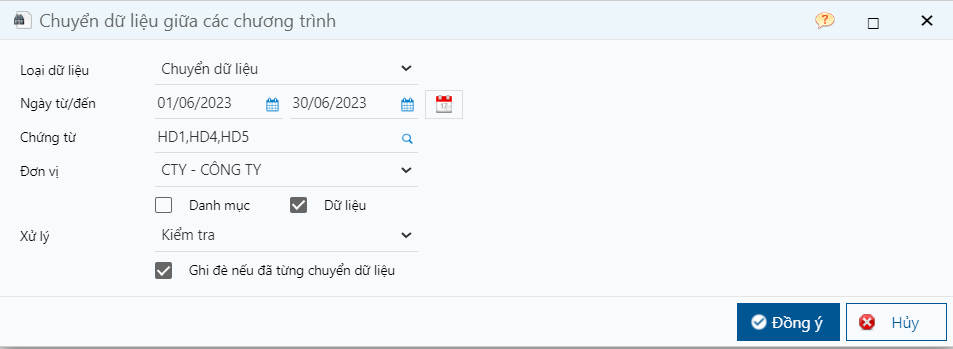 Chuyển dữ liệu giữa các chương trình
Loại dữ liệu Chuyển dữ liệu
Ngày từ/đến 01/06/2023 30/06/2023
Chứng từ HD1,HD4,HD5
Đơn vị CTY - CÔNG TY
Danh mục Dữ liệu
Xử lý Kiểm tra
Ghi đè nếu đã từng chuyển dữ liệu
Đồng ý Hủy